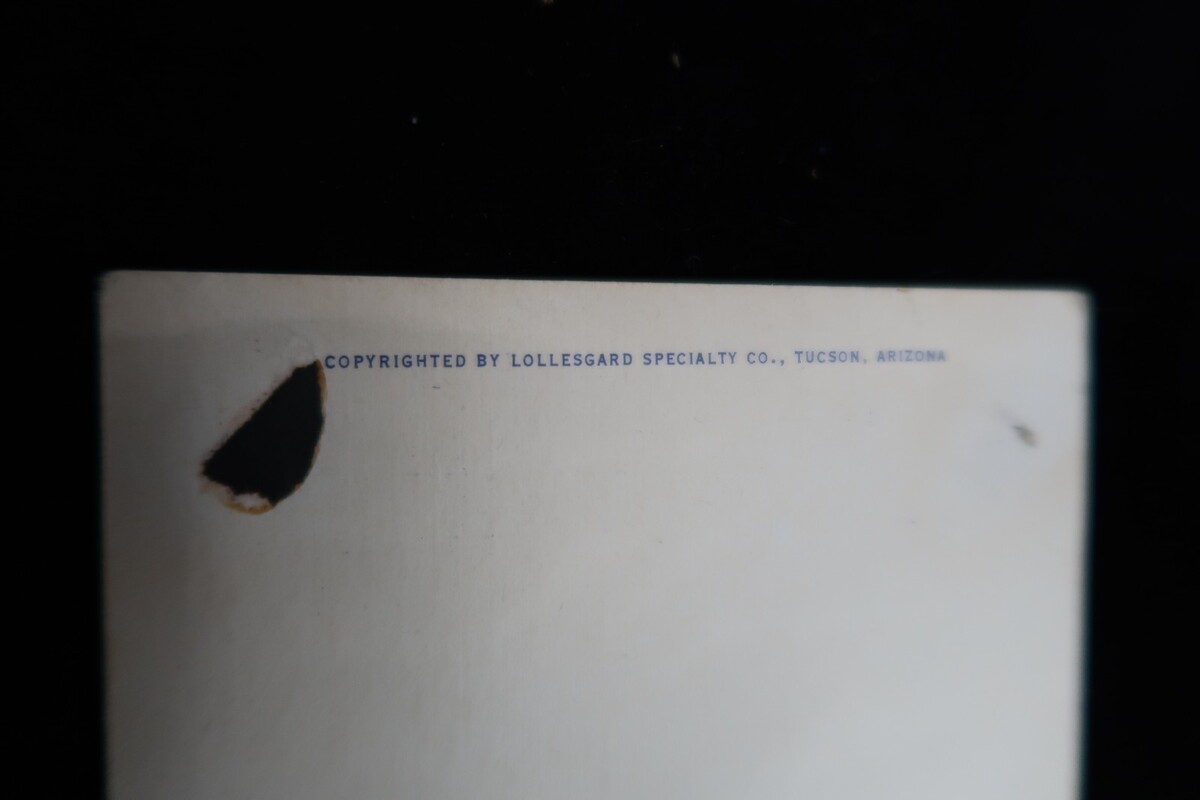 COPYRIGHTED BY LOLLESGARD SPECIALTY CO., TUCSON, ARIZONA